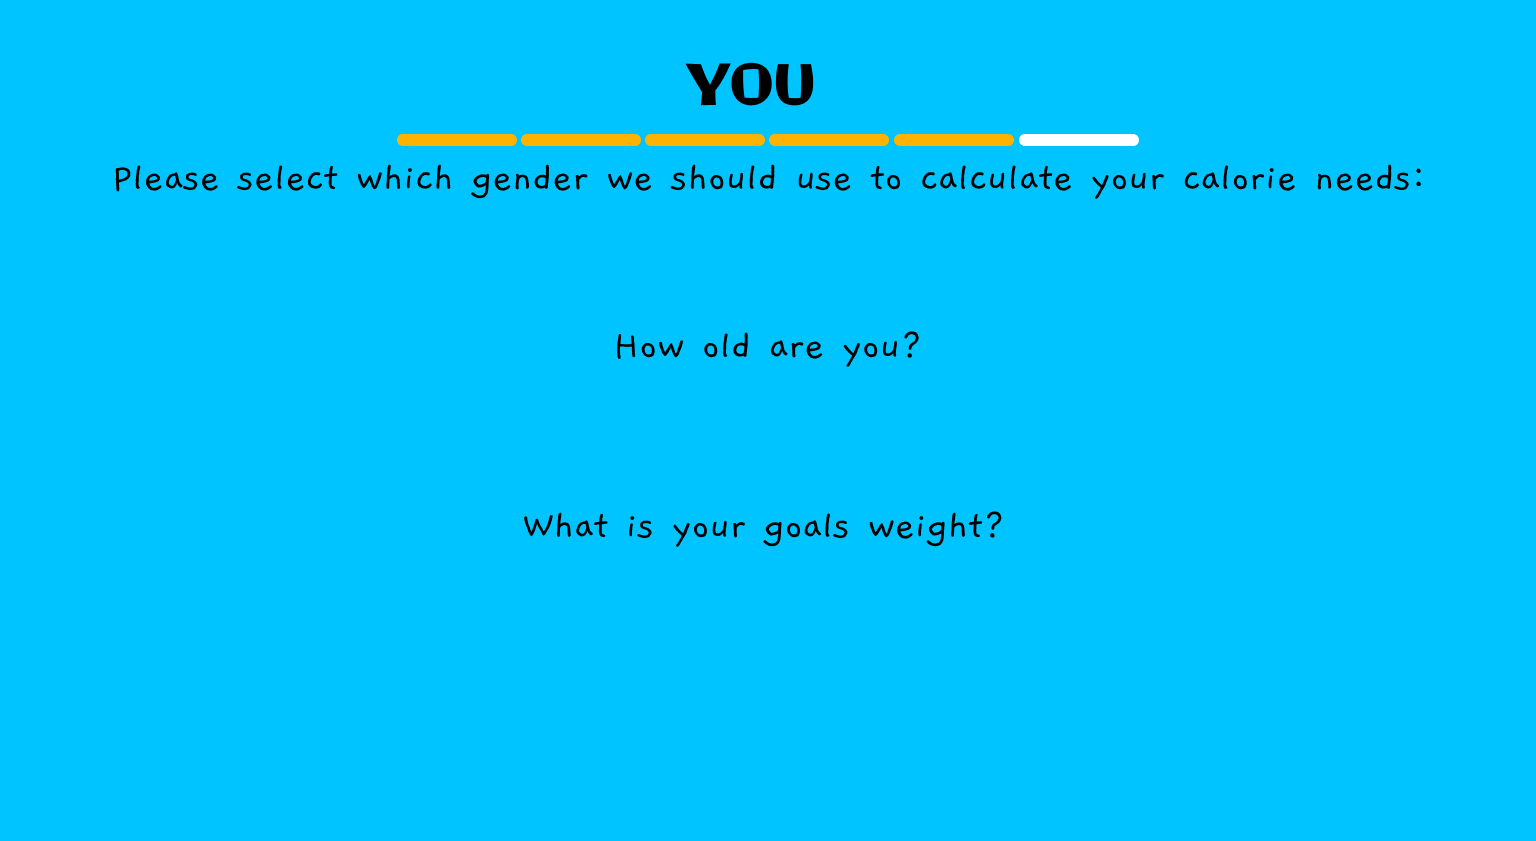 YOU
Please select which gender we should use to calculate your calorie needs:
How old are you?
What is your goals weight?